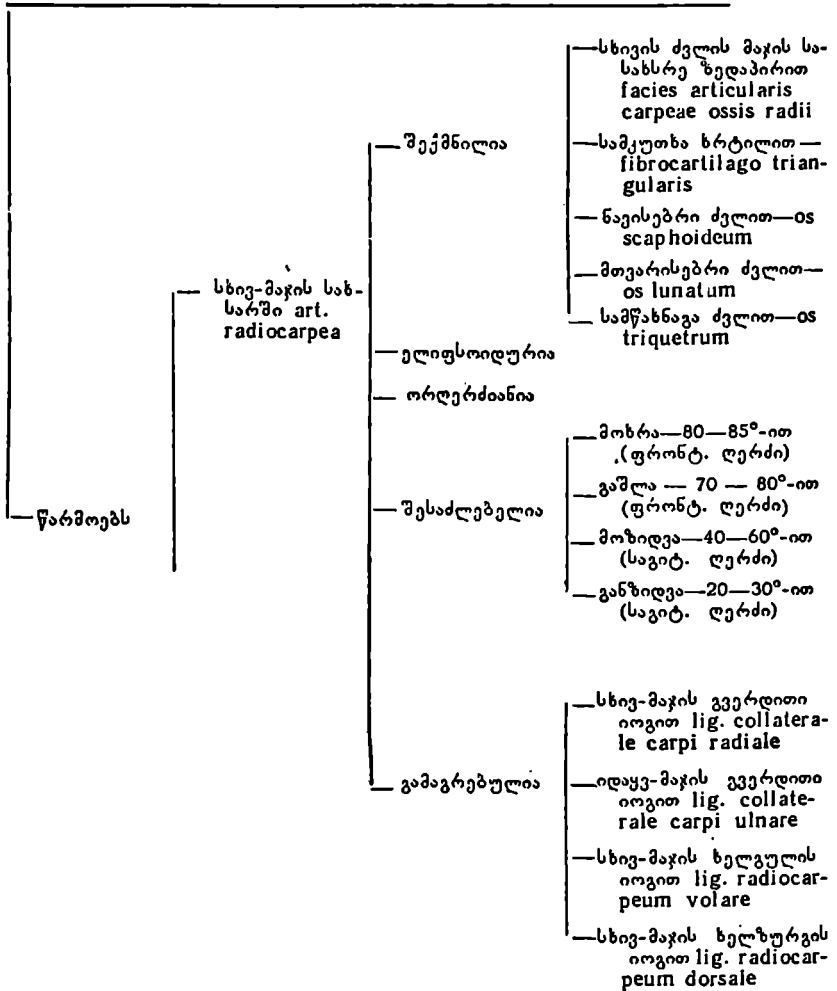 —წარმოებს
— სხივ-მაჯის სახ-
სარში art.
radiocarpea
—შექმნილია
—სხივის ძვლის მაჯის სა-
სახსრე ზედაპირით
facies articularis
carpeae ossis radii
—სამკუთხა ხრტილით —
fibrocartilago trian-
gularis
— ნავისებრი ძვლით—os
scaphoideum
—მთვარისებრი ძვლით—
os lunatum
— სამწახნაგა ძვლით—os
triquetrum
—ელიფსოიდურია
— ორღერძიანია
—შესაძლებელია
—მოხრა—80—85°-ით
(ფრონტ. ღერძი)
—გაშლა — 70 — 80°-ით
(ფრონტ. ღერძი)
—მოზიდვა—40—60°-ით
(საგიტ. ღერძი)
—განზიდვა—20—30°-ით
(საგიტ. ღერძი)
—გამაგრებულია
—სხივ-მაჯის გვერდითი
იოგით lig. collatera-
le carpi radiale
—იდაყვ-მაჯის გვერდითი
იოგით lig. collate-
rale carpi ulnare
—სხივ-მაჯის ხელგულის
იოგით lig. radiocar-
peum volare
—სხივ-მაჯის ხელზურგის
იოგით lig. radiocar-
peum dorsale